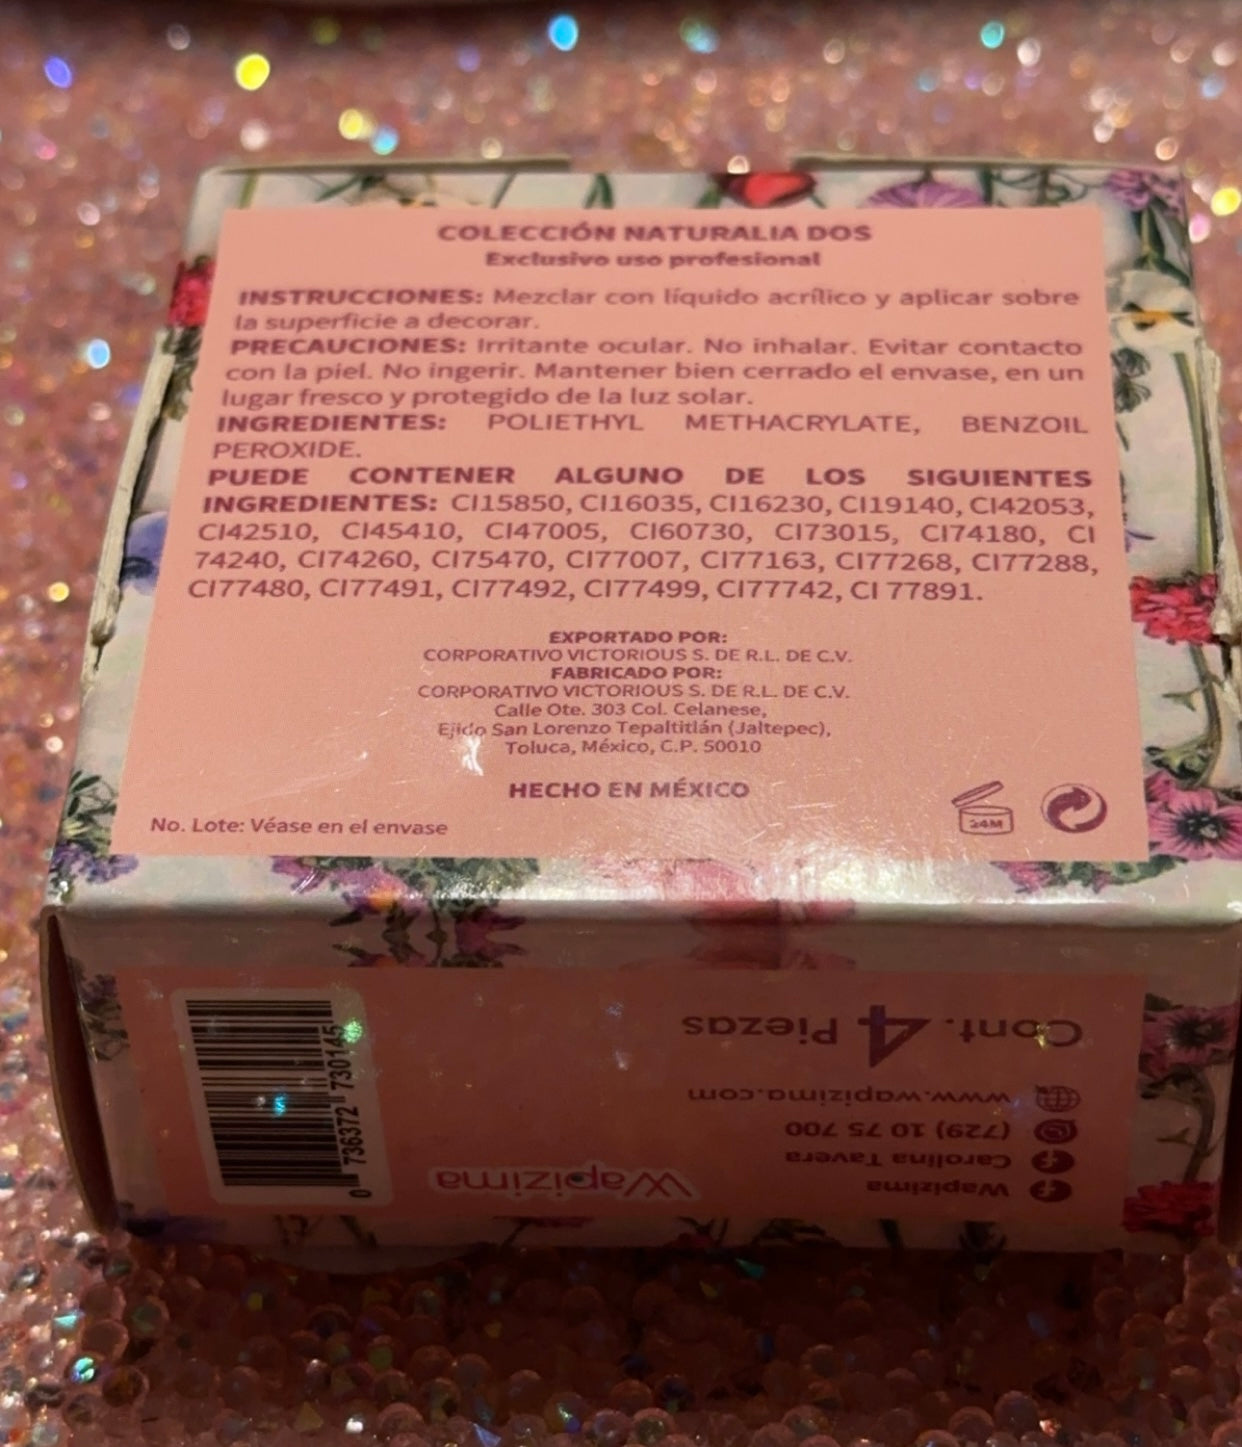 COLECCIÓN NATURALIA DOS
Exclusivo uso profesional
INSTRUCCIONES: Mezclar con líquido acrílico y aplicar sobre
la superficie a decorar.
PRECAUCIONES: Irritante ocular. No inhalar. Evitar contacto
con la piel. No ingerir. Mantener bien cerrado el envase, en un
lugar fresco y protegido de la luz solar.
INGREDIENTES: POLIETHYL METHACRYLATE, BENZOIL
PEROXIDE.
PUEDE CONTENER ALGUNO DE LOS SIGUIENTES
INGREDIENTES: CI15850, CI16035, CI16230, CI19140, CI42053,
CI42510, CI45410, CI47005, CI60730, CI73015, CI74180, CI
74240, CI74260, CI75470, CI77007, CI77163, CI77268, CI77288,
CI77480, CI77491, CI77492, CI77499, CI77742, CI 77891.
EXPORTADO POR:
CORPORATIVO VICTORIOUS S. DE R.L. DE C.V.
FABRICADO POR:
CORPORATIVO VICTORIOUS S. DE R.L. DE C.V.
Calle Ote. 303 Col. Celanese,
Ejido San Lorenzo Tepaltitlán (Jaltepec),
Toluca, México, C.P. 50010
HECHO EN MÉXICO
No. Lote: Véase en el envase
24M
Wapizima
Wapizima
Carolina Tavera
(729) 10 75 700
www.wapizima.com
Cont. 4 Piezas
0 736372 730145